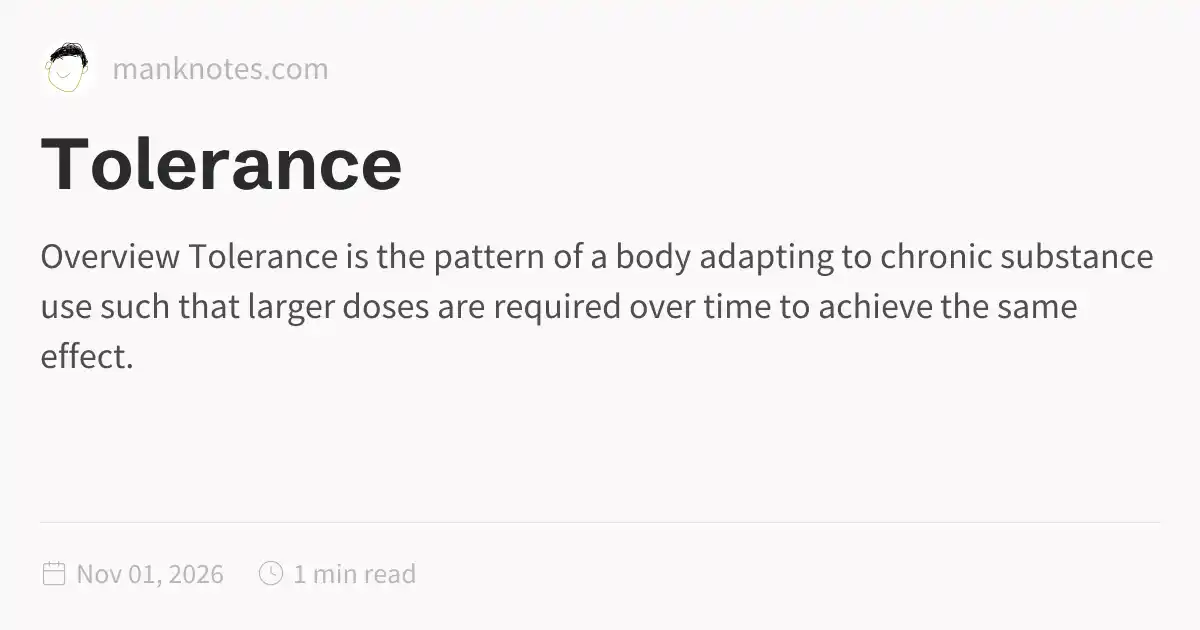 manknotes.com
Tolerance
Overview Tolerance is the pattern of a body adapting to chronic substance
use such that larger doses are required over time to achieve the same
effect.
Nov 01, 2026 1 min read